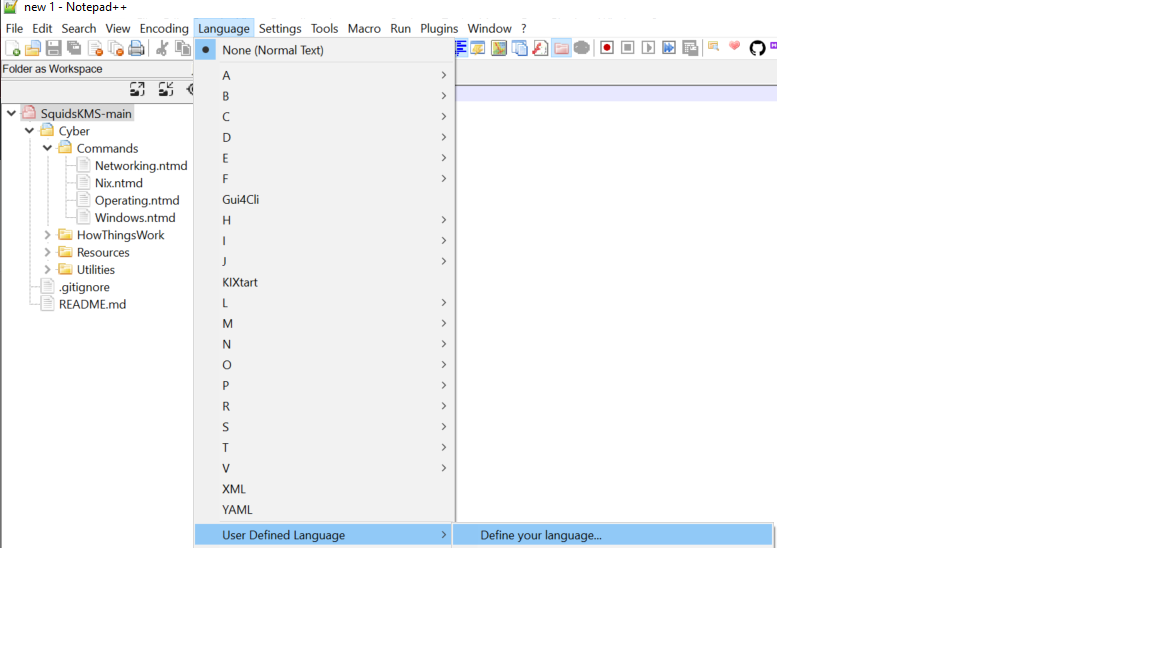 new 1 - Notepad++
File Edit Search View Encoding Language Settings Tools Macro Run Plugins Window ?
Folder as Workspace
SquidsKMS-main
Cyber
Commands
Networking.ntmd
Nix.ntmd
Operating.ntmd
Windows.ntmd
HowThingsWork
Resources
Utilities
.gitignore
README.md
None (Normal Text)
A
B
C
D
E
F
Gui4Cli
H
I
J
KIXtart
L
M
N
O
P
R
S
T
V
XML
YAML
User Defined Language
Define your language...